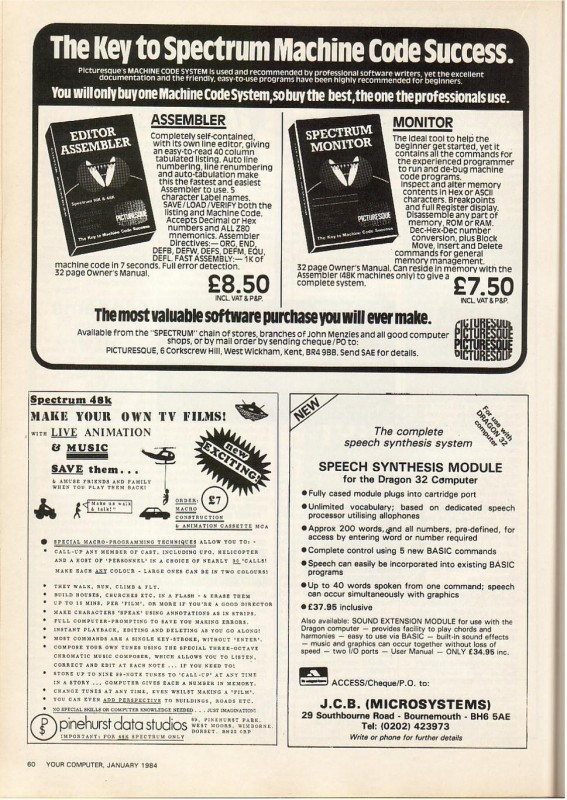 The Key to Spectrum Machine Code Success.
Picturesque's MACHINE CODE SYSTEM is used and recommended by professional software writers, yet the excellent
documentation and the friendly, easy-to-use programs have been highly recommended for beginners.
You will only buy one Machine Code System, so buy the best, the one the professionals use.
EDITOR
ASSEMBLER
Spectrum 16K & 48K
PICTURESQUE
The Key to Machine Code Success
ASSEMBLER
Completely self-contained,
with its own line editor, giving
an easy-to-read 40 column
tabulated listing. Auto line
numbering, line renumbering
and auto-tabulation make
this the fastest and easiest
Assembler to use. 5
character Label names.
SAVE/LOAD/VERIFY both the
listing and Machine Code.
Accepts Decimal or Hex
numbers and ALL Z80
mnemonics. Assembler
Directives:— ORG, END,
DEFB, DEFW, DEFS, DEFM, EQU,
DEFL. FAST ASSEMBLY:— 1K of
machine code in 7 seconds. Full error detection.
32 page Owner's Manual.
£8.50
INCL. VAT & P&P.
SPECTRUM
MONITOR
PICTURESQUE
The Key to Machine Code Success
MONITOR
The ideal tool to help the
beginner get started, yet it
contains all the commands for
the experienced programmer
to run and de-bug machine
code programs.
Inspect and alter memory
contents in Hex or ASCII
characters. Breakpoints
and full Register display.
Disassemble any part of
memory, ROM or RAM.
Dec-Hex-Dec number
conversion, plus Block
Move, Insert and Delete
commands for general
memory management.
32 page Owner's Manual. Can reside in memory with the
Assembler (48K machines only) to give a
complete system.
£7.50
INCL. VAT & P&P.
The most valuable software purchase you will ever make.
Available from the "SPECTRUM" chain of stores, branches of John Menzies and all good computer
shops, or by mail order by sending cheque/PO to:
PICTURESQUE, 6 Corkscrew Hill, West Wickham, Kent, BR4 9BB. Send SAE for details.
PICTURESQUE
PICTURESQUE
PICTURESQUE
PICTURESQUE
Spectrum 48k
MAKE YOUR OWN TV FILMS!
WITH LIVE ANIMATION
& MUSIC
SAVE them...
& AMUSE FRIENDS AND FAMILY
WHEN YOU PLAY THEM BACK!
new
EXCITING!
"Make us walk
& talk!"
ORDER:
MACRO
CONSTRUCTION
& ANIMATION CASSETTE MCA
£7
SPECIAL MACRO-PROGRAMMING TECHNIQUES ALLOW YOU TO: -
CALL-UP ANY MEMBER OF CAST, INCLUDING UFO, HELICOPTER
AND A HOST OF 'PERSONNEL' IN A CHOICE OF NEARLY 30 'CALLS!
MAKE EACH ANY COLOUR - LARGE ONES CAN BE IN TWO COLOURS!
THEY WALK, RUN, CLIMB & FLY.
BUILD HOUSES, CHURCHES ETC. IN A FLASH - & ERASE THEM
UP TO 15 MINS. PER 'FILM', OR MORE IF YOU'RE A GOOD DIRECTOR
MAKE CHARACTERS 'SPEAK' USING ANNOTATIONS AS IN STRIPS.
FULL COMPUTER-PROMPTING TO SAVE YOU MAKING ERRORS.
INSTANT PLAYBACK, EDITING AND DELETING AS YOU GO ALONG!
MOST COMMANDS ARE A SINGLE KEY-STROKE, WITHOUT 'ENTER'.
COMPOSE YOUR OWN TUNES USING THE SPECIAL THREE-OCTAVE
CHROMATIC MUSIC COMPOSER, WHICH ALLOWS YOU TO LISTEN,
CORRECT AND EDIT AT EACH NOTE ... IF YOU NEED TO!
STORE UP TO NINE 99-NOTE TUNES TO 'CALL-UP' AT ANY TIME
IN A STORY ... COMPUTER GIVES EACH A NUMBER IN MEMORY.
CHANGE TUNES AT ANY TIME, EVEN WHILST MAKING A 'FILM'.
YOU CAN EVEN ADD PERSPECTIVE TO BUILDINGS, ROADS ETC.
NO SPECIAL SKILLS OR COMPUTER KNOWLEDGE NEEDED ... JUST IMAGINATION!
pinehurst data studios
69, PINEHURST PARK,
WEST MOORS, WIMBORNE,
DORSET. BH22 0BP
IMPORTANT: FOR 48K SPECTRUM ONLY
NEW
For use with
DRAGON 32
computer
The complete
speech synthesis system
SPEECH SYNTHESIS MODULE
for the Dragon 32 Computer
● Fully cased module plugs into cartridge port
● Unlimited vocabulary; based on dedicated speech
processor utilising allophones
● Approx 200 words, and all numbers, pre-defined, for
access by entering word or number required
● Complete control using 5 new BASIC commands
● Speech can easily be incorporated into existing BASIC
programs
● Up to 40 words spoken from one command; speech
can occur simultaneously with graphics
● £37.95 inclusive
Also available: SOUND EXTENSION MODULE for use with the
Dragon computer — provides facility to play chords and
harmonies — easy to use via BASIC — built-in sound effects
— music and graphics can occur together without loss of
speed — two I/O ports — User Manual — ONLY £34.95 inc.
ACCESS/Cheque/P.O. to:
J.C.B. (MICROSYSTEMS)
29 Southbourne Road - Bournemouth - BH6 5AE
Tel: (0202) 423973
Write or phone for further details
60 YOUR COMPUTER, JANUARY 1984